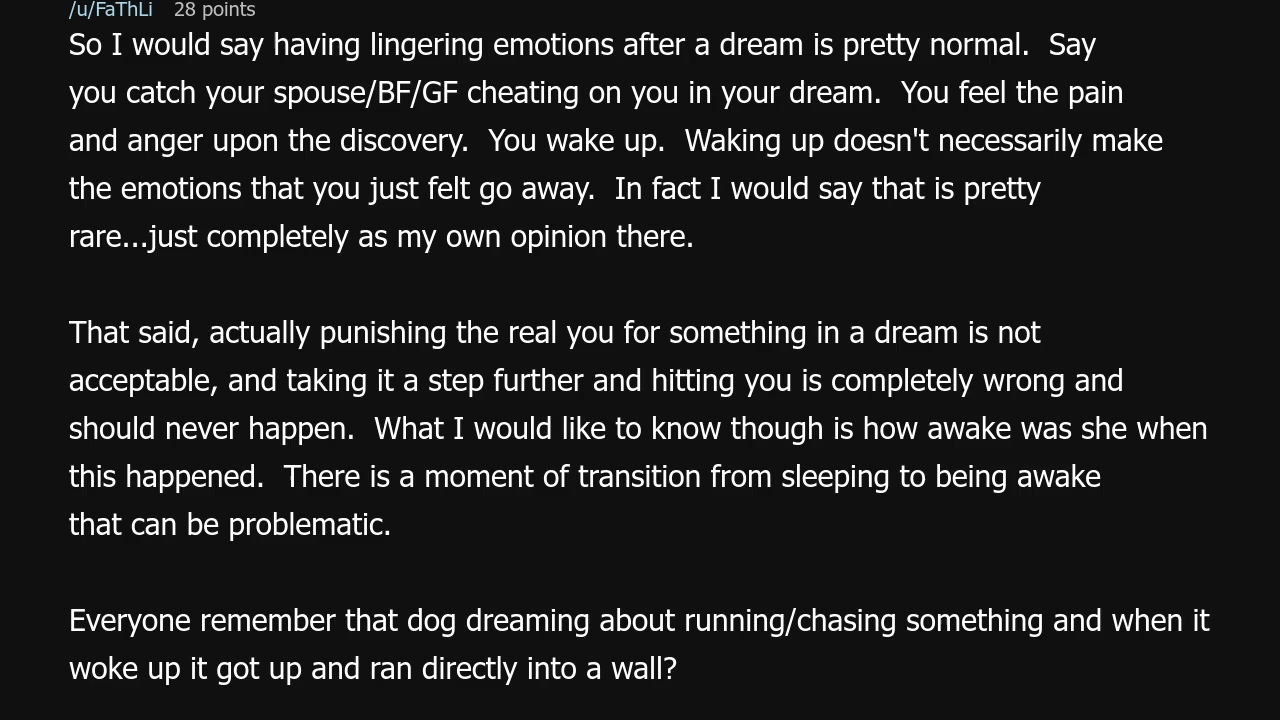 /u/FaThLi 28 points
So I would say having lingering emotions after a dream is pretty normal.  Say
you catch your spouse/BF/GF cheating on you in your dream.  You feel the pain
and anger upon the discovery.  You wake up.  Waking up doesn't necessarily make
the emotions that you just felt go away.  In fact I would say that is pretty
rare...just completely as my own opinion there.
That said, actually punishing the real you for something in a dream is not
acceptable, and taking it a step further and hitting you is completely wrong and
should never happen.  What I would like to know though is how awake was she when
this happened.  There is a moment of transition from sleeping to being awake
that can be problematic.
Everyone remember that dog dreaming about running/chasing something and when it
woke up it got up and ran directly into a wall?